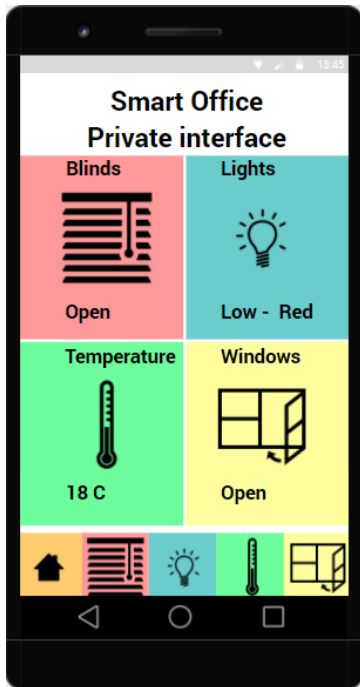 15:45
Smart Office
Private interface
Blinds
Lights
Open
Low - Red
Temperature
Windows
18 C
Open